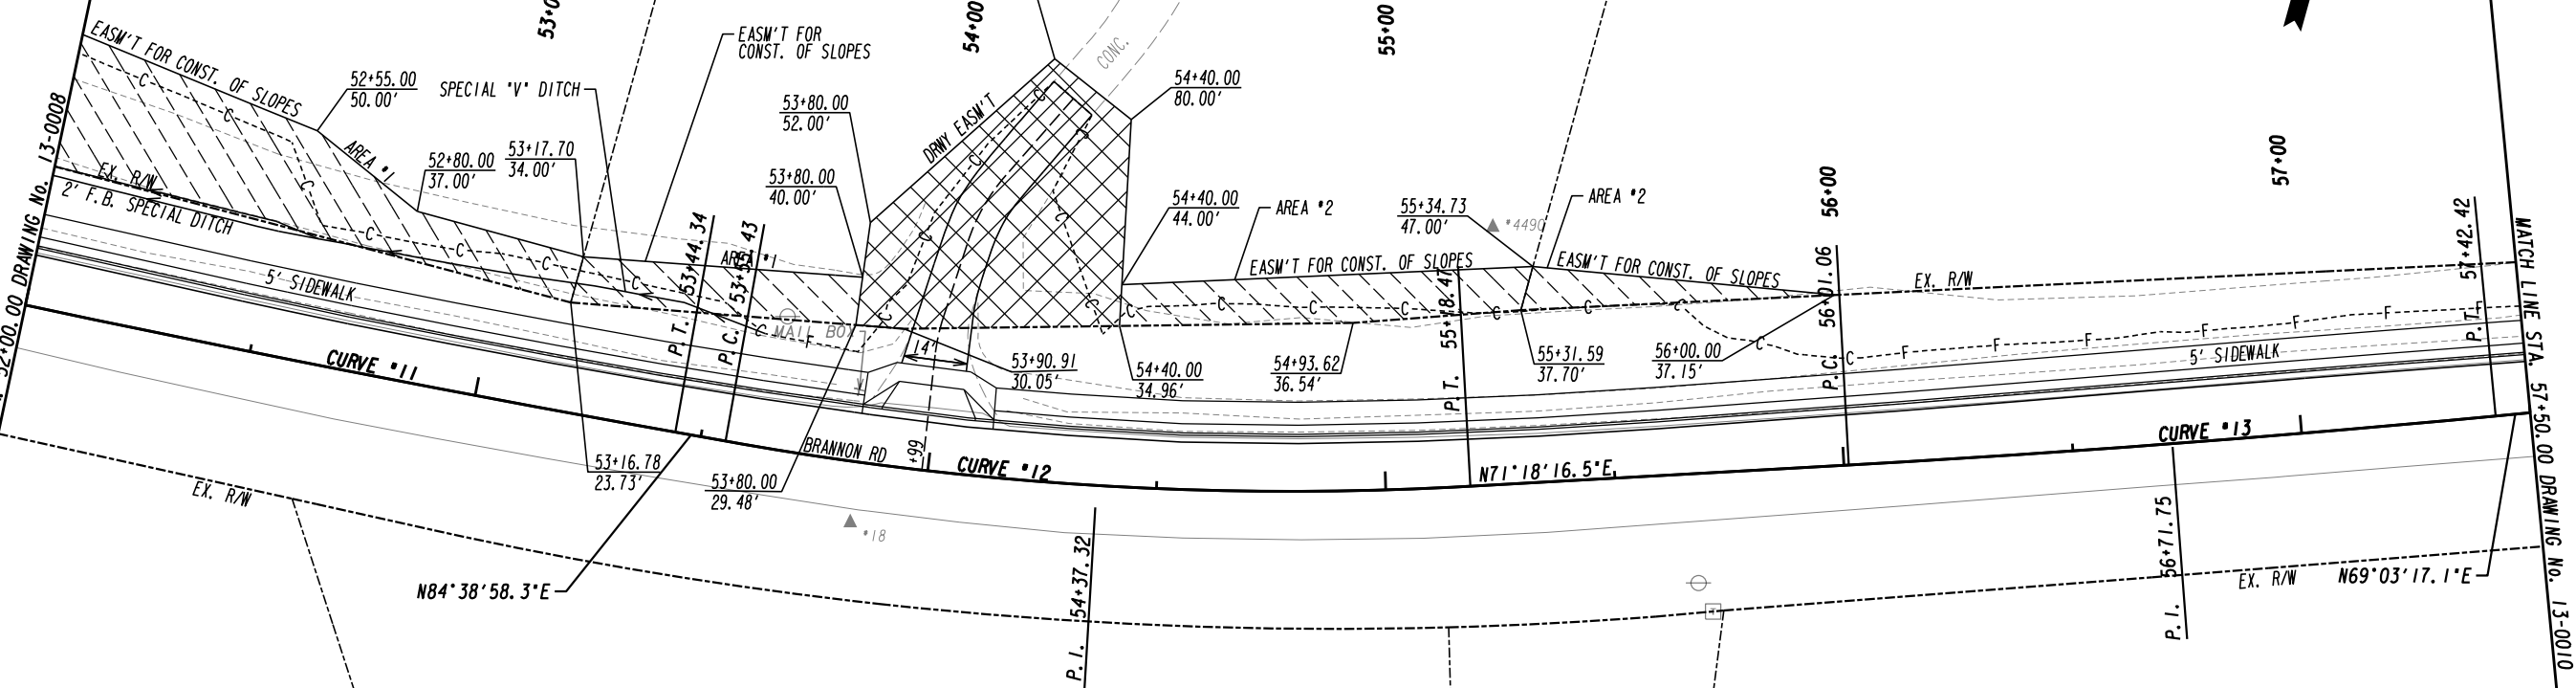 53+0
54+00
55+00
56+00
57+00
EASM'T FOR CONST. OF SLOPES
EASM'T FOR
CONST. OF SLOPES
CONC.
52+55.00
50.00'
SPECIAL "V" DITCH
53+80.00
52.00'
DRWY EASM'T
54+40.00
80.00'
AREA #1
52+80.00
37.00'
53+17.70
34.00'
53+80.00
40.00'
54+40.00
44.00'
AREA #2
55+34.73
47.00'
AREA #2
#4490
EX. R/W
2' F.B. SPECIAL DITCH
5' SIDEWALK
AREA #1
P.T. 53+44.34
P.C.
MAIL BOX
14'
EASM'T FOR CONST. OF SLOPES
EASM'T FOR CONST. OF SLOPES
EX. R/W
P.T. 55+18.47
P.C. 56+01.06
P.T. 57+42.42
53+90.91
30.05'
54+40.00
34.96'
54+93.62
36.54'
55+31.59
37.70'
56+00.00
37.15'
5' SIDEWALK
CURVE #11
53+16.78
23.73'
53+80.00
29.48'
BRANNON RD
+99
CURVE #12
N71°18'16.5"E
CURVE #13
EX. R/W
#18
N84°38'58.3"E
P.I. 54+37.32
P.I. 56+71.75
EX. R/W
N69°03'17.1"E
52+00.00 DRAWING No. 13-0008
MATCH LINE STA. 57+50.00 DRAWING No. 13-0010